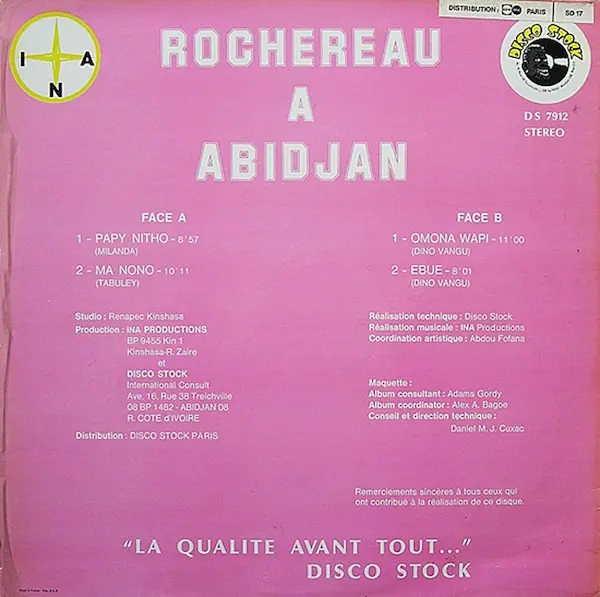 DISTRIBUTION : PARIS SD 17
I N A
ROCHEREAU
A
ABIDJAN
DISCO STOCK
DS 7912
STEREO
FACE A
1 - PAPY NITHO - 8'57
(MILANDA)
2 - MA NONO - 10'11
(TABULEY)
FACE B
1 - OMONA WAPI - 11'00
(DINO VANGU)
2 - EBUE - 8'01
(DINO VANGU)
Studio : Renapec Kinshasa
Production : INA PRODUCTIONS
BP 9455 Kin 1
Kinshasa-R. Zaire
et
DISCO STOCK
International Consult
Ave. 16, Rue 38 Treichville
08 BP 1482 - ABIDJAN 08
R. COTE d'IVOIRE
Distribution : DISCO STOCK PARIS
Réalisation technique : Disco Stock
Réalisation musicale : INA Productions
Coordination artistique : Abdou Fofana
Maquette :
Album consultant : Adams Gordy
Album coordinator : Alex A. Bagoe
Conseil et direction technique :
Daniel M. J. Cuxac
Remerciements sincères à tous ceux qui
ont contribué à la réalisation de ce disque.
"LA QUALITE AVANT TOUT..."
DISCO STOCK